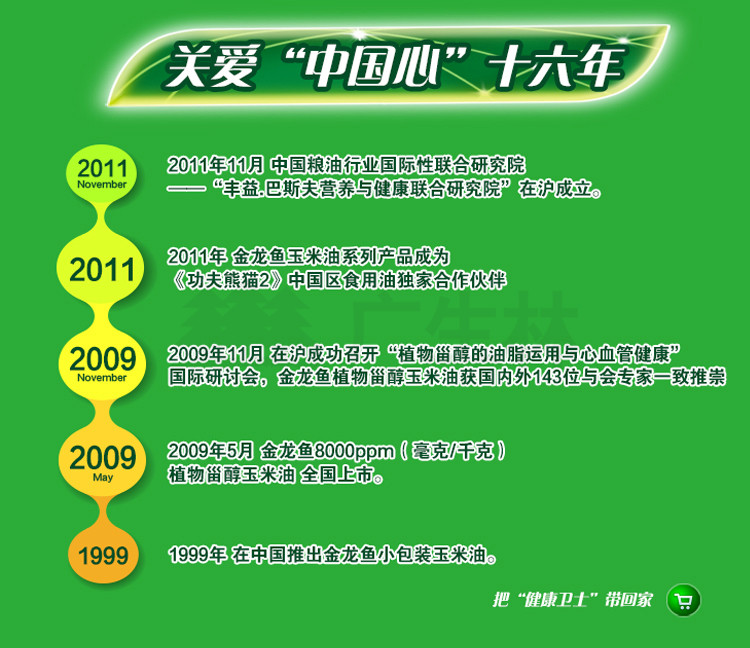 关爱“中国心”十六年
2011
November
2011年11月 中国粮油行业国际性联合研究院
——“丰益.巴斯夫营养与健康联合研究院”在沪成立。
2011
2011年 金龙鱼玉米油系列产品成为
《功夫熊猫2》中国区食用油独家合作伙伴
广生林
2009
November
2009年11月 在沪成功召开“植物甾醇的油脂运用与心血管健康”
国际研讨会，金龙鱼植物甾醇玉米油获国内外143位与会专家一致推崇
2009
May
2009年5月 金龙鱼8000ppm（毫克/千克）
植物甾醇玉米油 全国上市。
1999
1999年 在中国推出金龙鱼小包装玉米油。
把“健康卫士”带回家